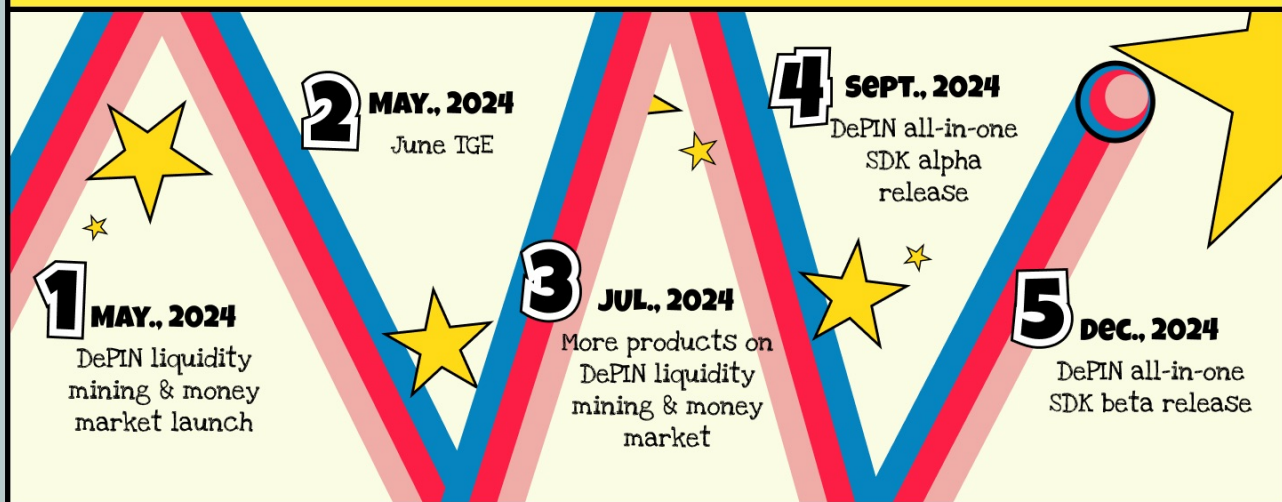 1
MAY., 2024
DePIN liquidity
mining & money
market launch
2
MAY., 2024
June TGE
3
JUL., 2024
More products on
DePIN liquidity
mining & money
market
4
SEPT., 2024
DePIN all-in-one
SDK alpha
release
5
DEC., 2024
DePIN all-in-one
SDK beta release